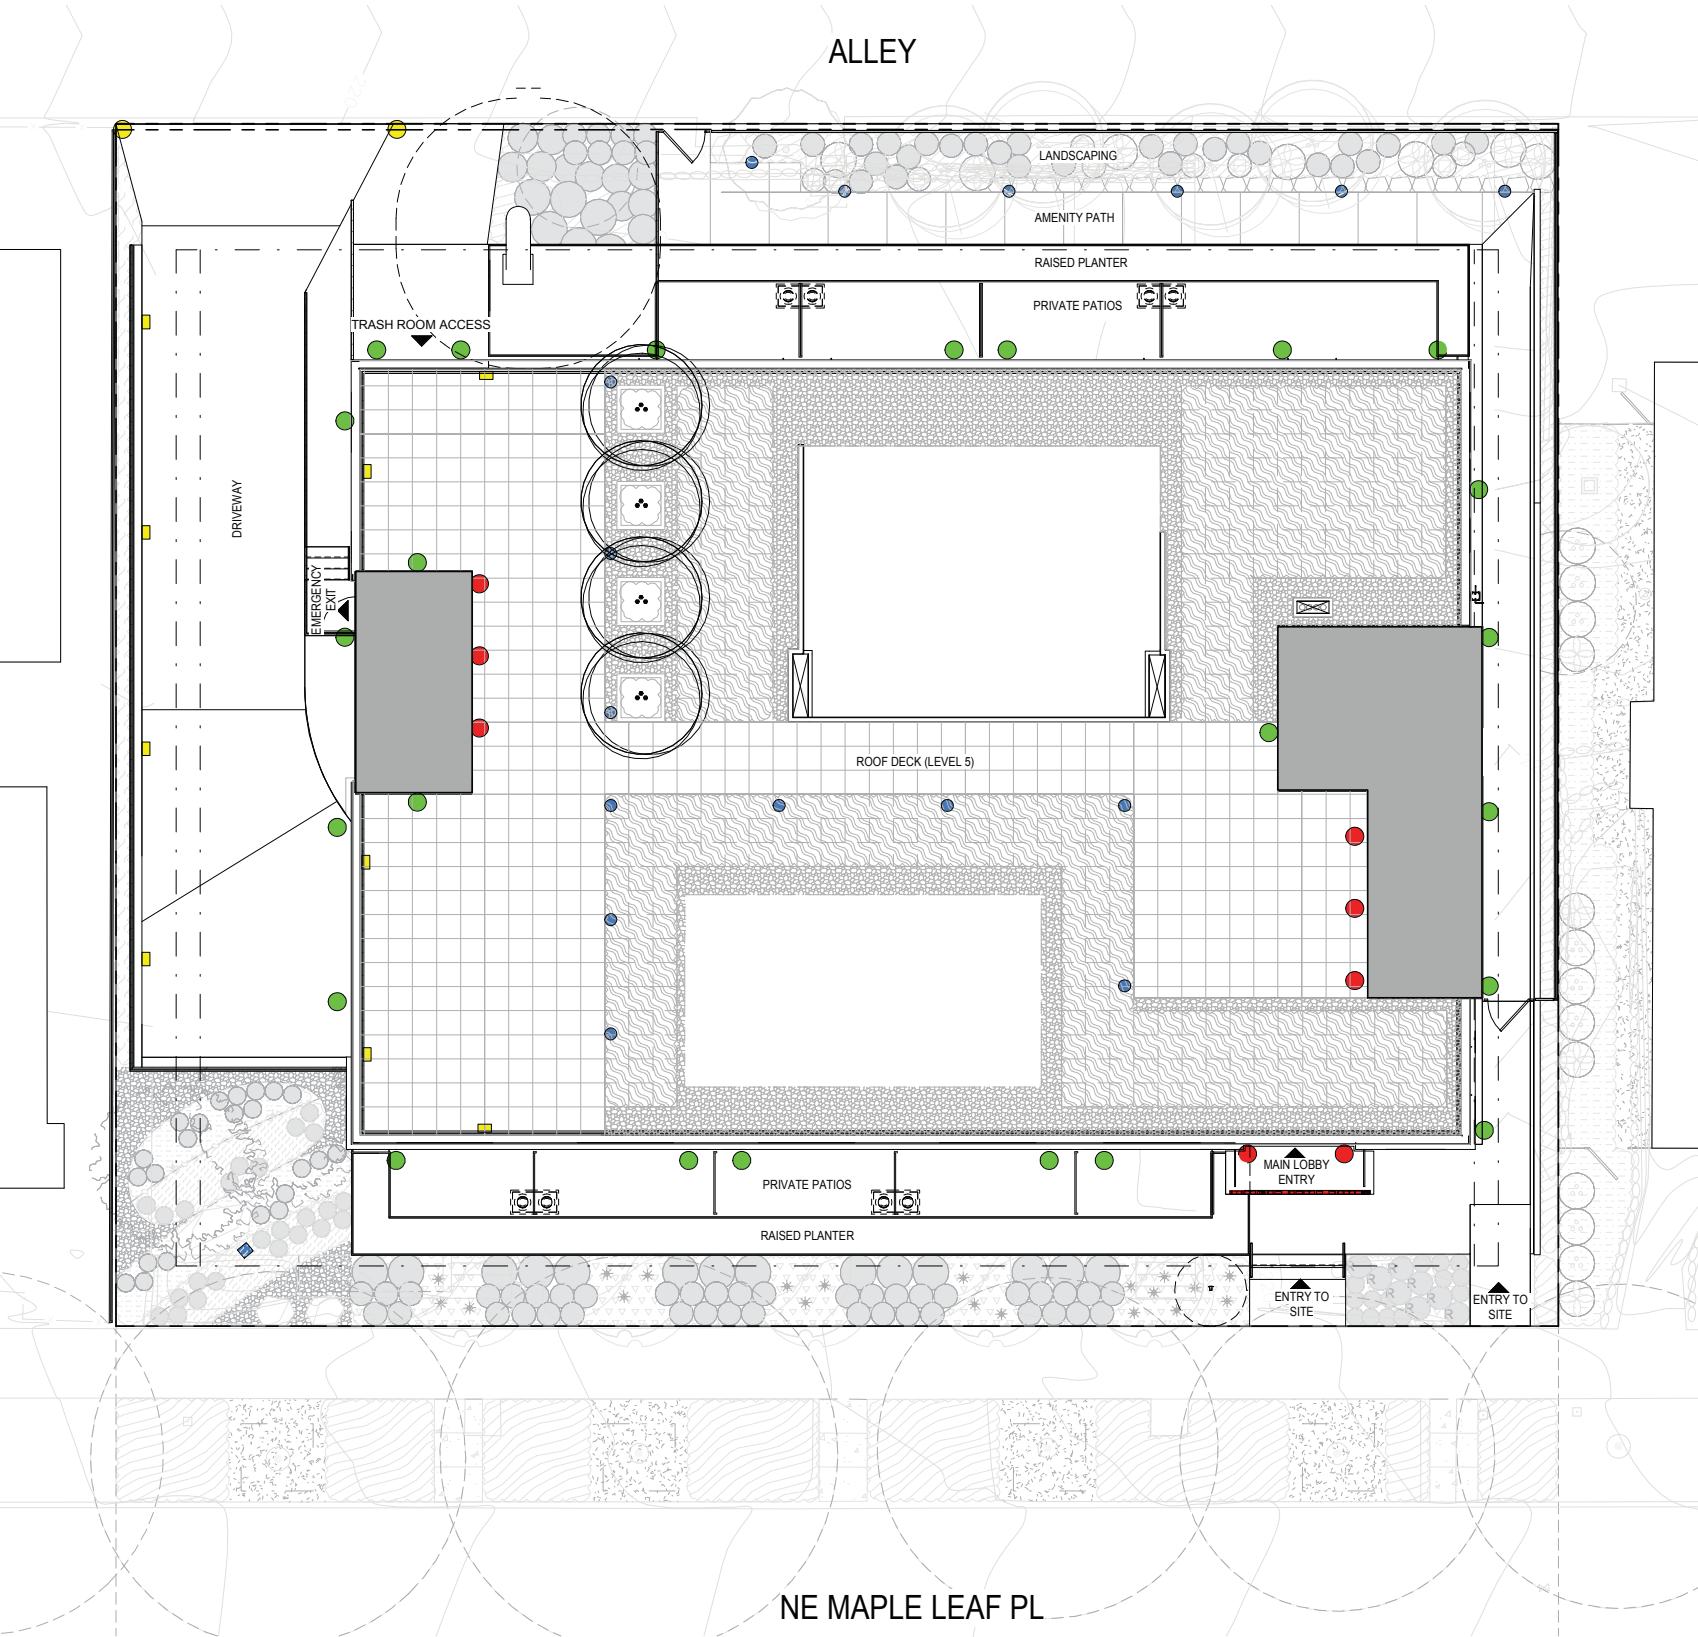 ALLEY
LANDSCAPING
AMENITY PATH
RAISED PLANTER
PRIVATE PATIOS
TRASH ROOM ACCESS
DRIVEWAY
EMERGENCY
EXIT
ROOF DECK (LEVEL 5)
MAIN LOBBY
ENTRY
PRIVATE PATIOS
RAISED PLANTER
ENTRY TO
SITE
ENTRY TO
SITE
R
R
R
R
R
NE MAPLE LEAF PL